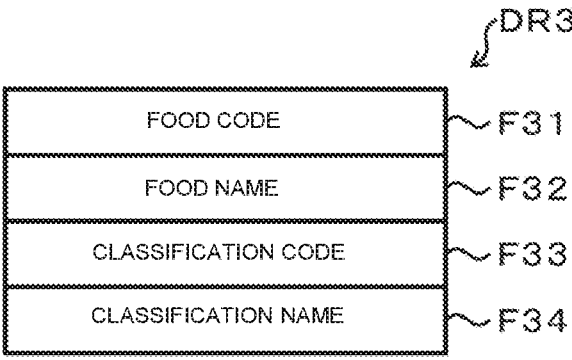 DR3
FOOD CODE F31
FOOD NAME F32
CLASSIFICATION CODE F33
CLASSIFICATION NAME F34